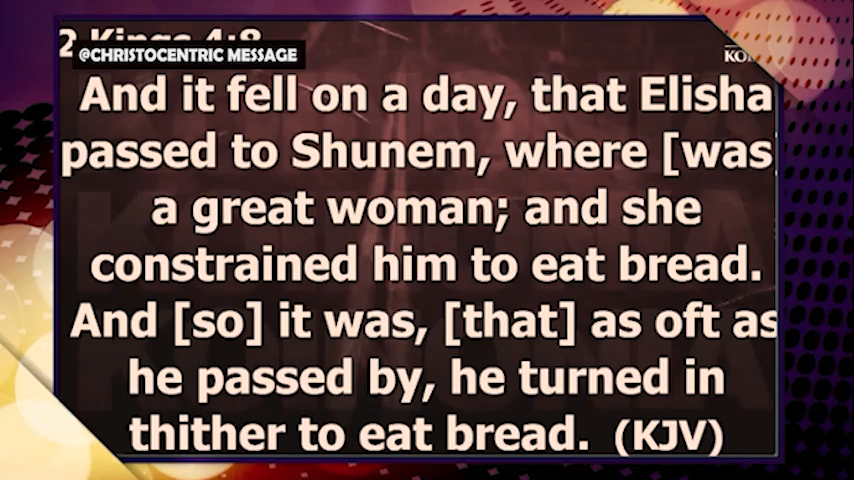 2 Kings 4:8
@CHRISTOCENTRIC MESSAGE
And it fell on a day, that Elisha
passed to Shunem, where [was]
a great woman; and she
constrained him to eat bread.
And [so] it was, [that] as oft as
he passed by, he turned in
thither to eat bread. (KJV)